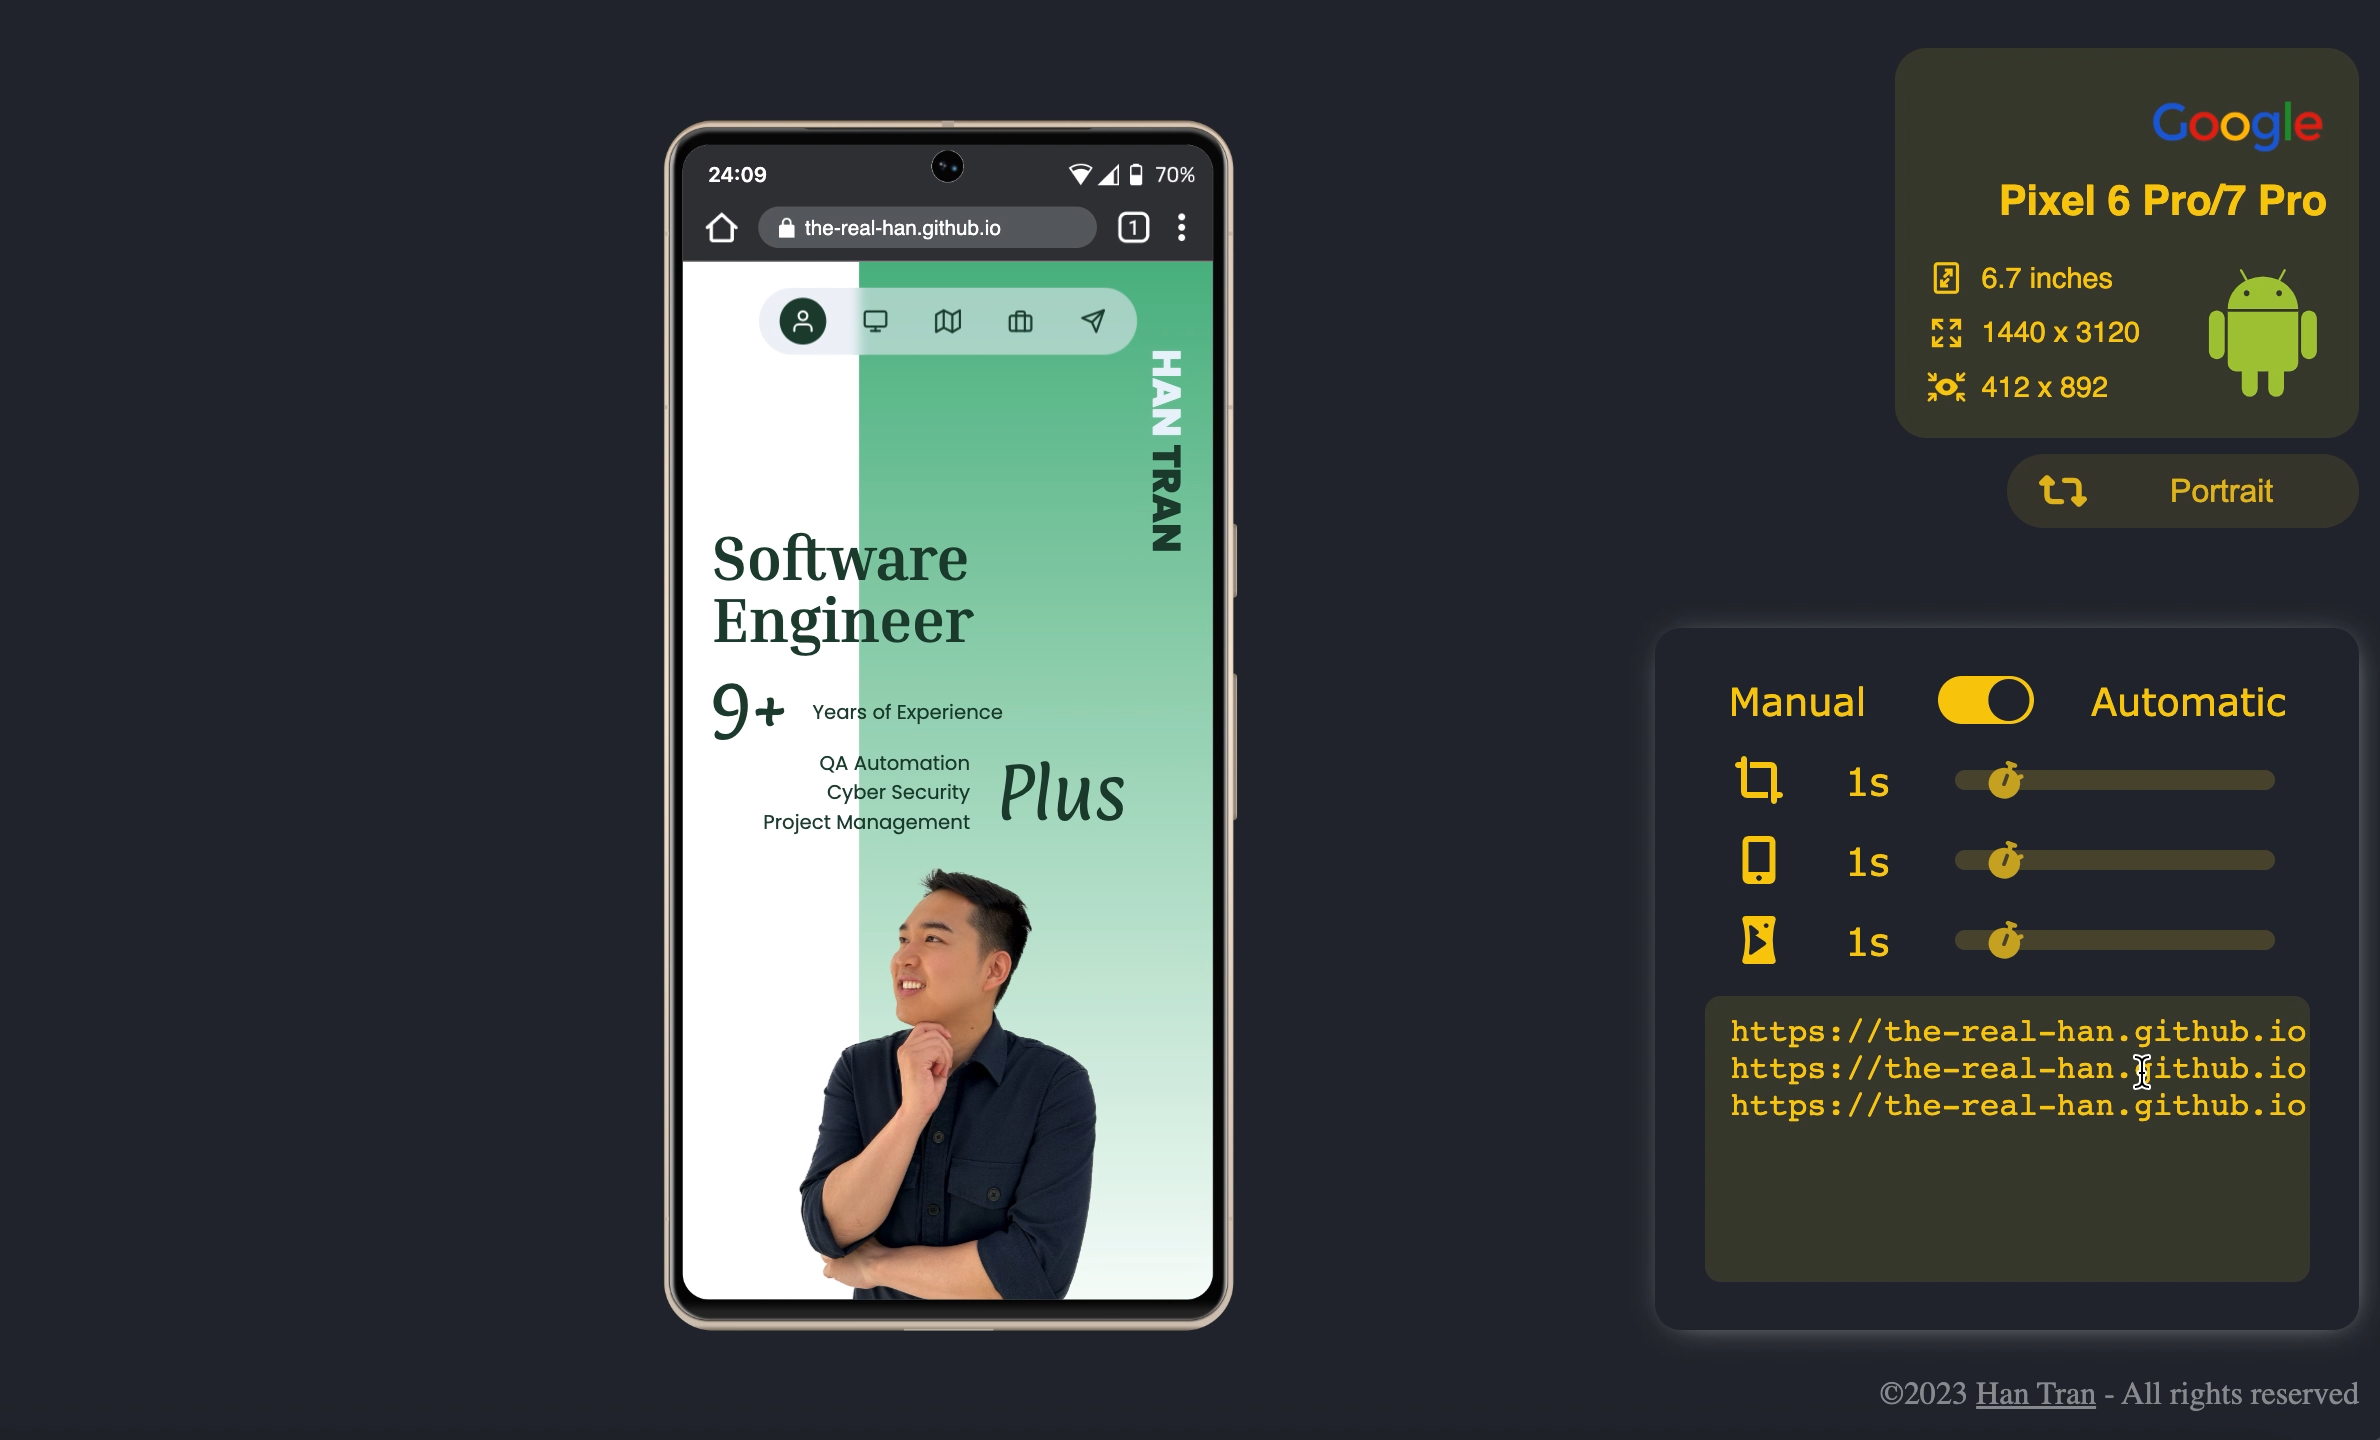 24:09
70%
the-real-han.github.io
1
HAN TRAN
Software
Engineer
9+ Years of Experience
QA Automation
Cyber Security
Project Management
Plus
Google
Pixel 6 Pro/7 Pro
6.7 inches
1440 x 3120
412 x 892
Portrait
Manual
Automatic
1s
1s
1s
https://the-real-han.github.io
https://the-real-han.github.io
https://the-real-han.github.io
©2023 Han Tran - All rights reserved